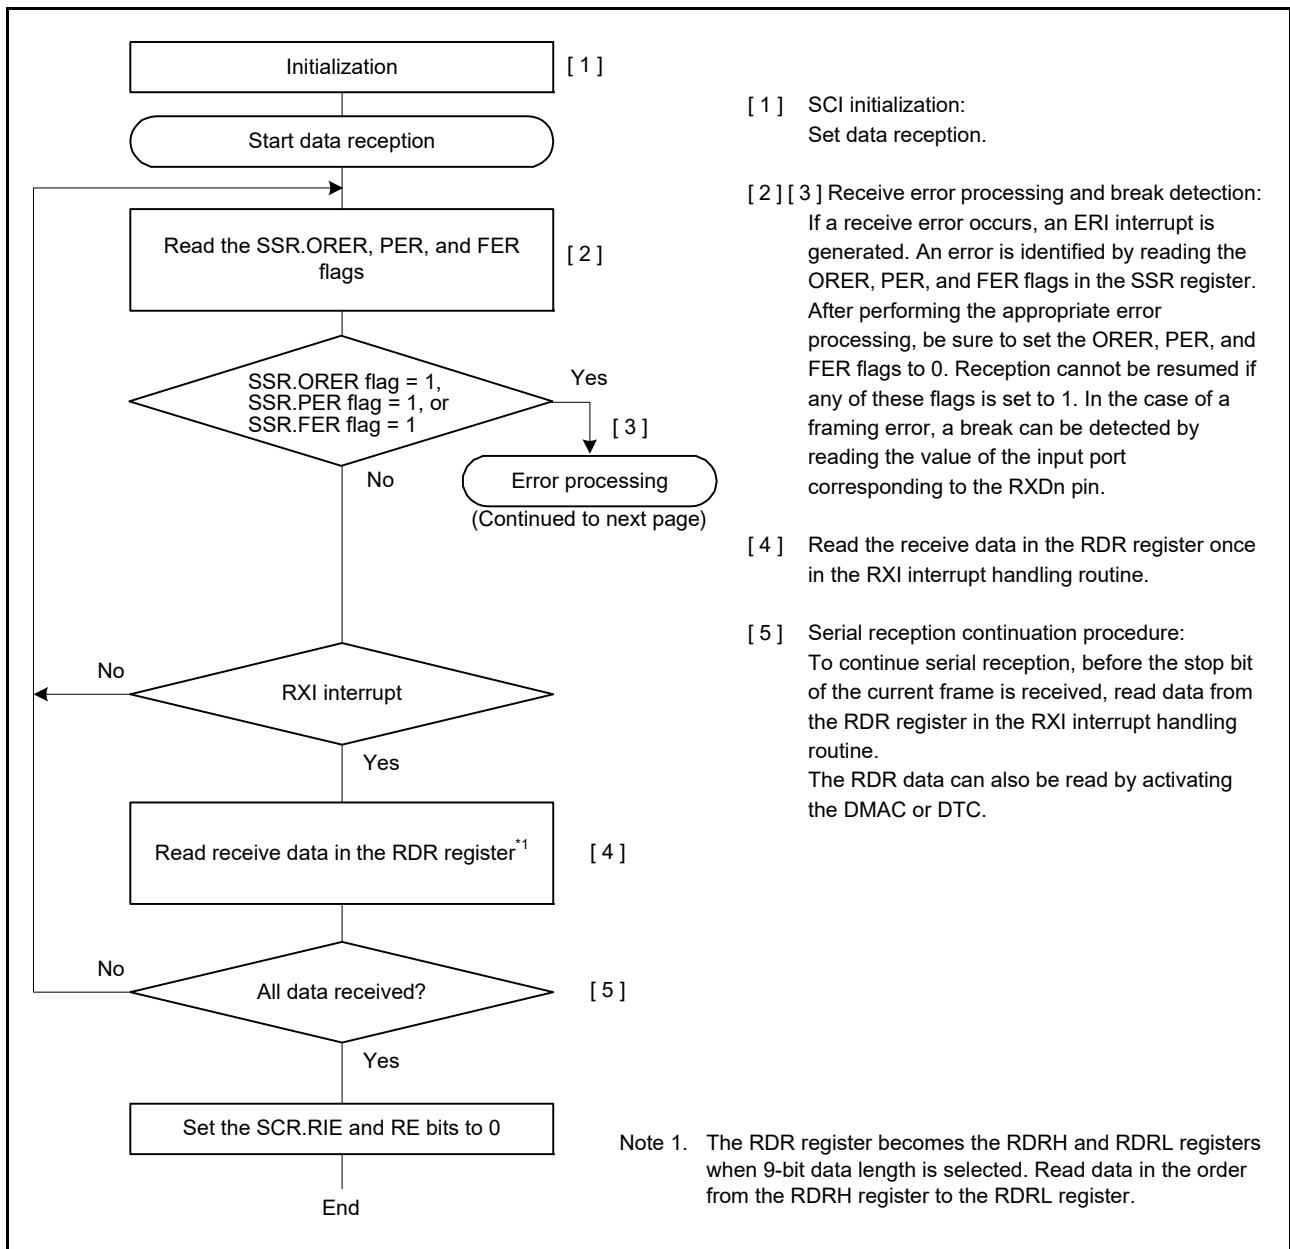 Initialization
[ 1 ]
Start data reception
Read the SSR.ORER, PER, and FER
flags
[ 2 ]
SSR.ORER flag = 1,
SSR.PER flag = 1, or
SSR.FER flag = 1
Yes
[ 3 ]
No
Error processing
(Continued to next page)
No
RXI interrupt
Yes
Read receive data in the RDR register*1
[ 4 ]
No
All data received?
[ 5 ]
Yes
Set the SCR.RIE and RE bits to 0
End
[ 1 ] SCI initialization:
Set data reception.
[ 2 ] [ 3 ] Receive error processing and break detection:
If a receive error occurs, an ERI interrupt is
generated. An error is identified by reading the
ORER, PER, and FER flags in the SSR register.
After performing the appropriate error
processing, be sure to set the ORER, PER, and
FER flags to 0. Reception cannot be resumed if
any of these flags is set to 1. In the case of a
framing error, a break can be detected by
reading the value of the input port
corresponding to the RXDn pin.
[ 4 ] Read the receive data in the RDR register once
in the RXI interrupt handling routine.
[ 5 ] Serial reception continuation procedure:
To continue serial reception, before the stop bit
of the current frame is received, read data from
the RDR register in the RXI interrupt handling
routine.
The RDR data can also be read by activating
the DMAC or DTC.
Note 1. The RDR register becomes the RDRH and RDRL registers
when 9-bit data length is selected. Read data in the order
from the RDRH register to the RDRL register.